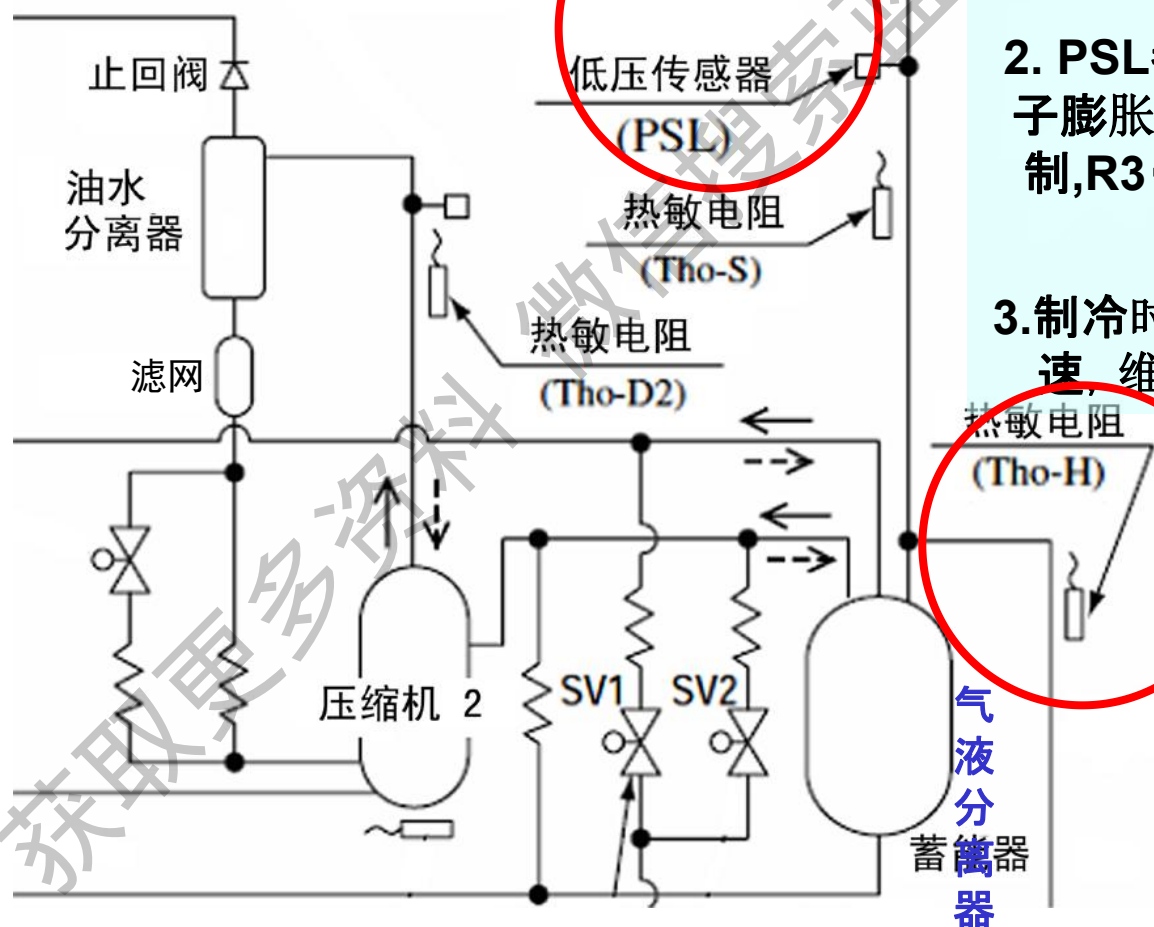 止回阀
低压传感器
(PSL)
2. PSL
子膨胀
制,R3
油水
分离器
热敏电阻
(Tho-S)
3.制冷时
速, 维
热敏电阻
(Tho-D2)
滤网
热敏电阻
(Tho-H)
压缩机 2
SV1
SV2
气
液
分
离
器
蓄能器
获取更多资料 微信搜索